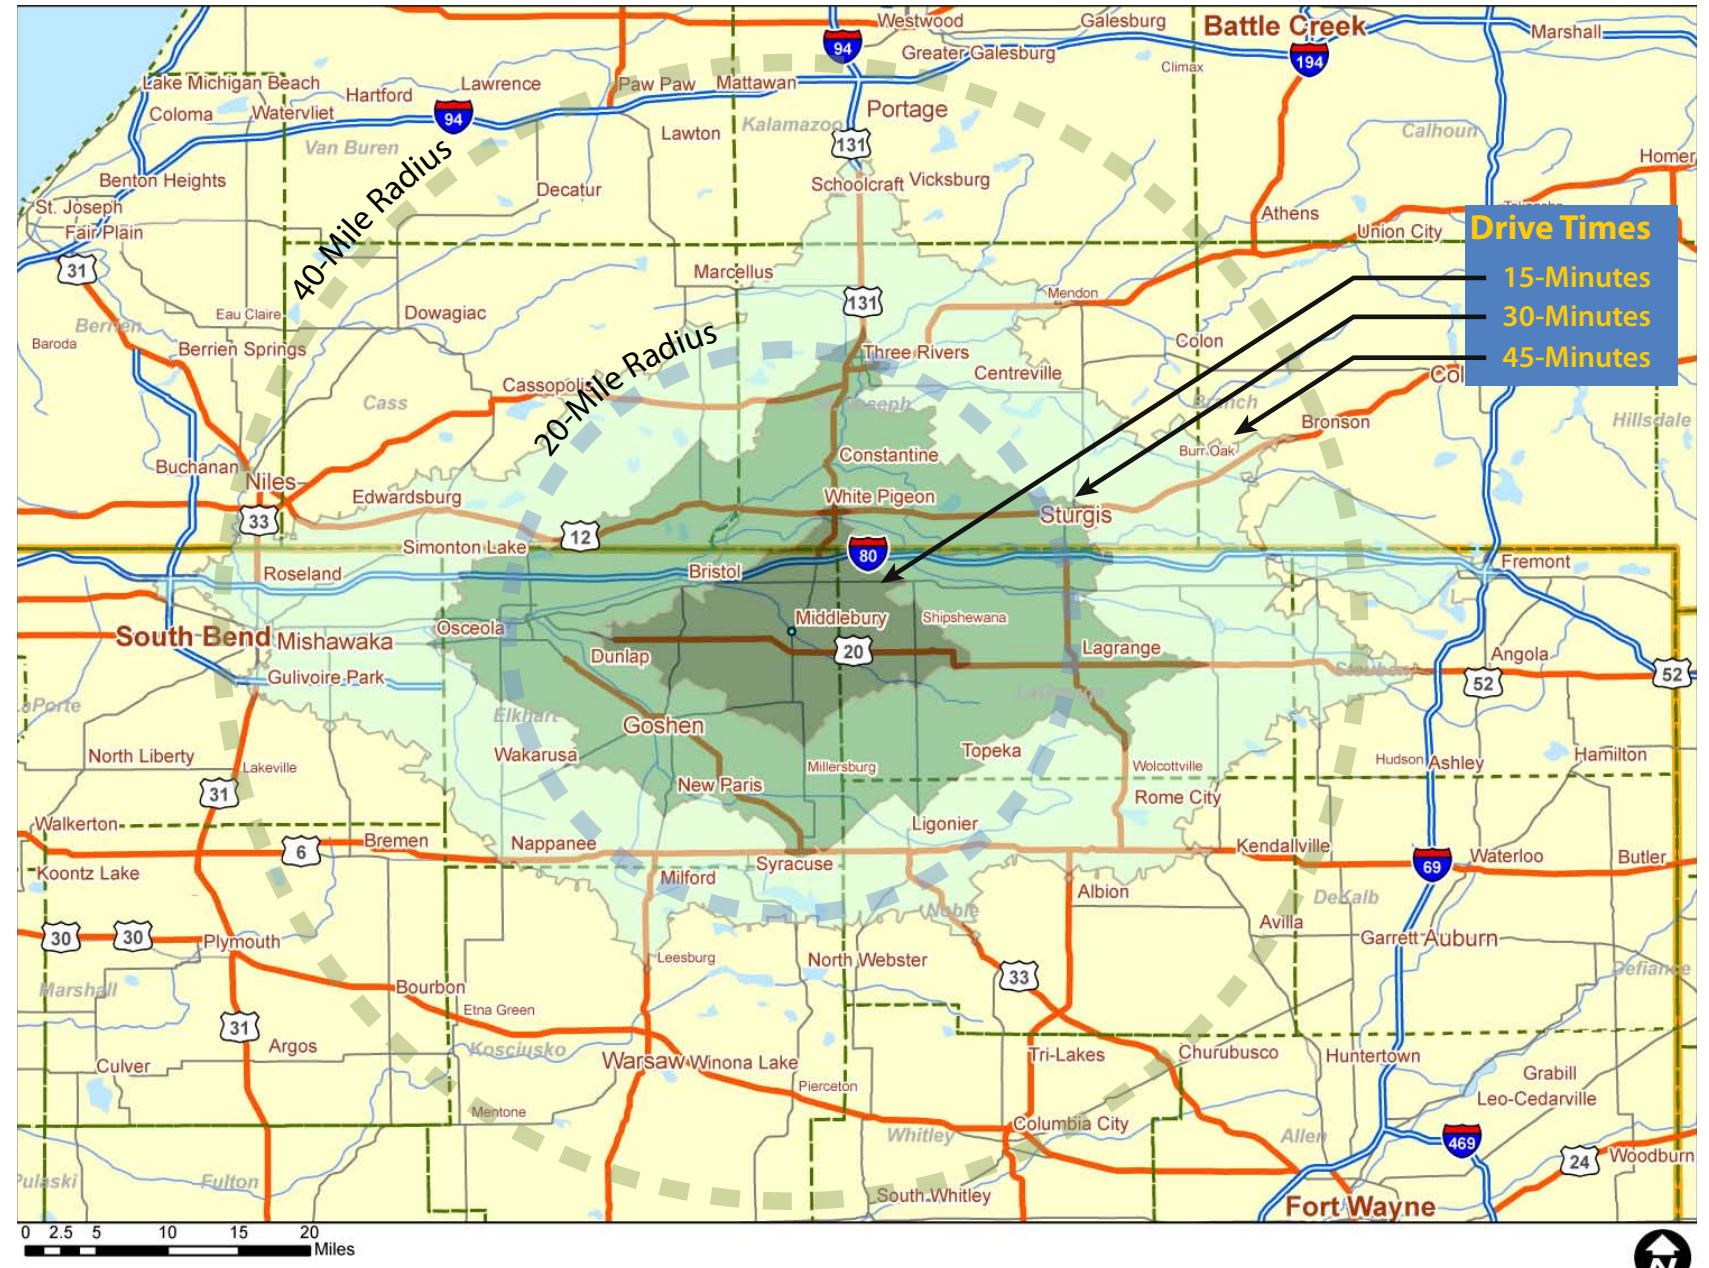 Westwood
Galesburg
Battle Creek
Marshall
94
Greater Galesburg
194
Climax
Lake Michigan Beach
Hartford
Lawrence
Paw Paw
Mattawan
Coloma
Watervliet
94
Portage
Lawton
Kalamazoo
Calhoun
Van Buren
131
Homer
Benton Heights
Decatur
Schoolcraft
Vicksburg
St. Joseph
Athens
Fair Plain
Union City
Drive Times
40-Mile Radius
31
Marcellus
15-Minutes
131
Mendon
Eau Claire
Dowagiac
30-Minutes
Berrien
Baroda
Berrien Springs
20-Mile Radius
Three Rivers
Colon
45-Minutes
Centreville
Cassopolis
Col
Cass
St Joseph
Branch
Bronson
Hillsdale
Constantine
Burr Oak
Buchanan
Niles
Edwardsburg
White Pigeon
33
Sturgis
12
Simonton Lake
80
Fremont
Roseland
Bristol
Middlebury
Shipshewana
South Bend
Mishawaka
Osceola
Dunlap
20
Lagrange
Angola
Steuben
52
52
Gulivoire Park
LaGrange
LaPorte
Elkhart
Goshen
North Liberty
Wakarusa
Topeka
Hudson
Ashley
Hamilton
Lakeville
Millersburg
Wolcottville
31
New Paris
Rome City
Walkerton
Ligonier
Bremen
Nappanee
Kendallville
6
Syracuse
69
Waterloo
Butler
Koontz Lake
Milford
Albion
DeKalb
Noble
Avilla
30
30
Plymouth
Garrett
Auburn
Leesburg
North Webster
Defiance
33
Marshall
Bourbon
Etna Green
31
Argos
Kosciusko
Warsaw
Winona Lake
Tri-Lakes
Churubusco
Huntertown
Culver
Pierceton
Grabill
Leo-Cedarville
Mentone
Columbia City
Whitley
Allen
469
24
Woodburn
Pulaski
Fulton
South Whitley
Fort Wayne
0 2.5 5 10 15 20
Miles
N